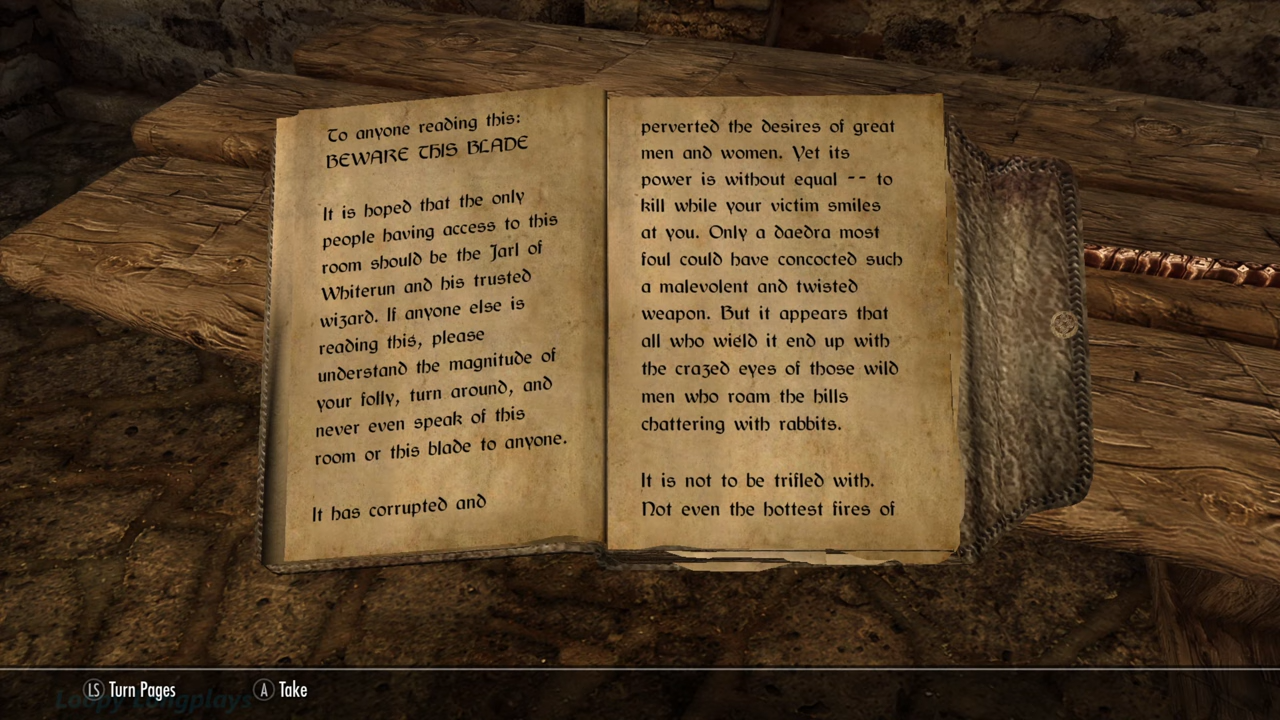 To anyone reading this:
BEWARE THIS BLADE
It is hoped that the only
people having access to this
room should be the Jarl of
Whiterun and his trusted
wizard. If anyone else is
reading this, please
understand the magnitude of
your folly, turn around, and
never even speak of this
room or this blade to anyone.
It has corrupted and
perverted the desires of great
men and women. Yet its
power is without equal -- to
kill while your victim smiles
at you. Only a daedra most
foul could have concocted such
a malevolent and twisted
weapon. But it appears that
all who wield it end up with
the crazed eyes of those wild
men who roam the hills
chattering with rabbits.
It is not to be trifled with.
Not even the hottest fires of
LS Turn Pages
A Take
Loopy Longplays